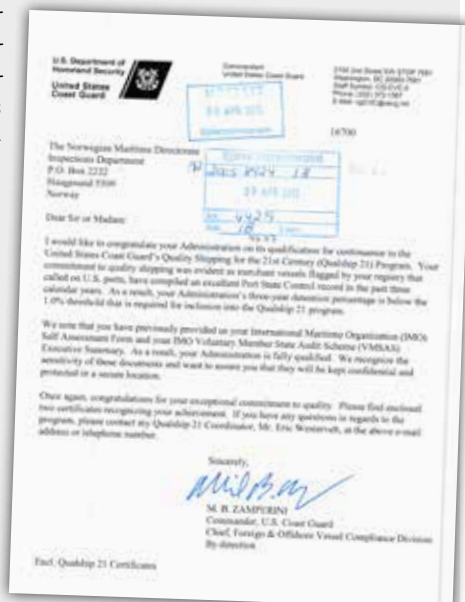 U.S. Department of
Homeland Security
United States
Coast Guard
Commandant
United States Coast Guard
16700
The Norwegian Maritime Directorate
Inspections Department
P.O. Box 2222
Haugesund 5509
Norway
Dear Sir or Madam:
I would like to congratulate your Administration on its qualification for continuance to the
United States Coast Guard's Quality Shipping for the 21st Century (Qualship 21) Program. Your
commitment to quality shipping was evident as merchant vessels flagged by your registry that
called on U.S. ports, have compiled an excellent Port State Control record in the past three
calendar years. As a result, your Administration's three-year detention percentage is below the
1.0% threshold that is required for inclusion into the Qualship 21 program.
We note that you have previously provided us your International Maritime Organization (IMO)
Self Assessment Form and your IMO Voluntary Member State Audit Scheme (VMSAS)
Executive Summary. As a result, your Administration is fully qualified. We recognize the
sensitivity of these documents and want to assure you that they will be kept confidential and
protected in a secure location.
Once again, congratulations for your exceptional commitment to quality. Please find enclosed
two certificates recognizing your achievement. If you have any questions in regards to the
program, please contact my Qualship 21 Coordinator, Mr. Eric Westervelt, at the above e-mail
address or telephone number.
Sincerely,
M. B. ZAMPERINI
Commander, U.S. Coast Guard
Chief, Foreign & Offshore Vessel Compliance Division
By direction
Encl. Qualship 21 Certificates